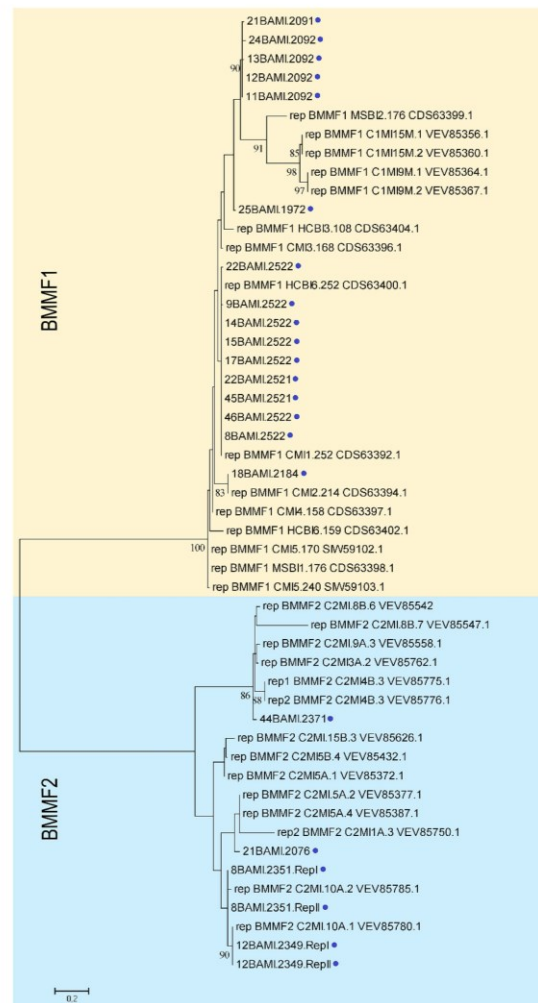 21BAMI.2091
24BAMI.2092
90
13BAMI.2092
12BAMI.2092
11BAMI.2092
rep BMMF1 MSBI2.176 CDS63399.1
91
rep BMMF1 C1MI15M.1 VEV85356.1
85
rep BMMF1 C1MI15M.2 VEV85360.1
98
rep BMMF1 C1MI9M.1 VEV85364.1
97
rep BMMF1 C1MI9M.2 VEV85367.1
25BAMI.1972
rep BMMF1 HCBI3.108 CDS63404.1
rep BMMF1 CMI3.168 CDS63396.1
22BAMI.2522
rep BMMF1 HCBI6.252 CDS63400.1
9BAMI.2522
14BAMI.2522
15BAMI.2522
17BAMI.2522
22BAMI.2521
45BAMI.2521
46BAMI.2522
8BAMI.2522
rep BMMF1 CMI1.252 CDS63392.1
18BAMI.2184
83
rep BMMF1 CMI2.214 CDS63394.1
rep BMMF1 CMI4.158 CDS63397.1
rep BMMF1 HCBI6.159 CDS63402.1
100
rep BMMF1 CMI5.170 SIW59102.1
rep BMMF1 MSBI1.176 CDS63398.1
rep BMMF1 CMI5.240 SIW59103.1
BMMF1
rep BMMF2 C2MI.8B.6 VEV85542
rep BMMF2 C2MI.8B.7 VEV85547.1
rep BMMF2 C2MI.9A.3 VEV85558.1
rep BMMF2 C2MI3A.2 VEV85762.1
rep1 BMMF2 C2MI4B.3 VEV85775.1
86
88
rep2 BMMF2 C2MI4B.3 VEV85776.1
44BAMI.2371
rep BMMF2 C2MI.15B.3 VEV85626.1
rep BMMF2 C2MI5B.4 VEV85432.1
rep BMMF2 C2MI5A.1 VEV85372.1
rep BMMF2 C2MI.5A.2 VEV85377.1
rep BMMF2 C2MI5A.4 VEV85387.1
rep2 BMMF2 C2MI1A.3 VEV85750.1
21BAMI.2076
8BAMI.2351.RepI
rep BMMF2 C2MI.10A.2 VEV85785.1
8BAMI.2351.RepII
rep BMMF2 C2MI.10A.1 VEV85780.1
12BAMI.2349.RepI
90
12BAMI.2349.RepII
BMMF2
0.2